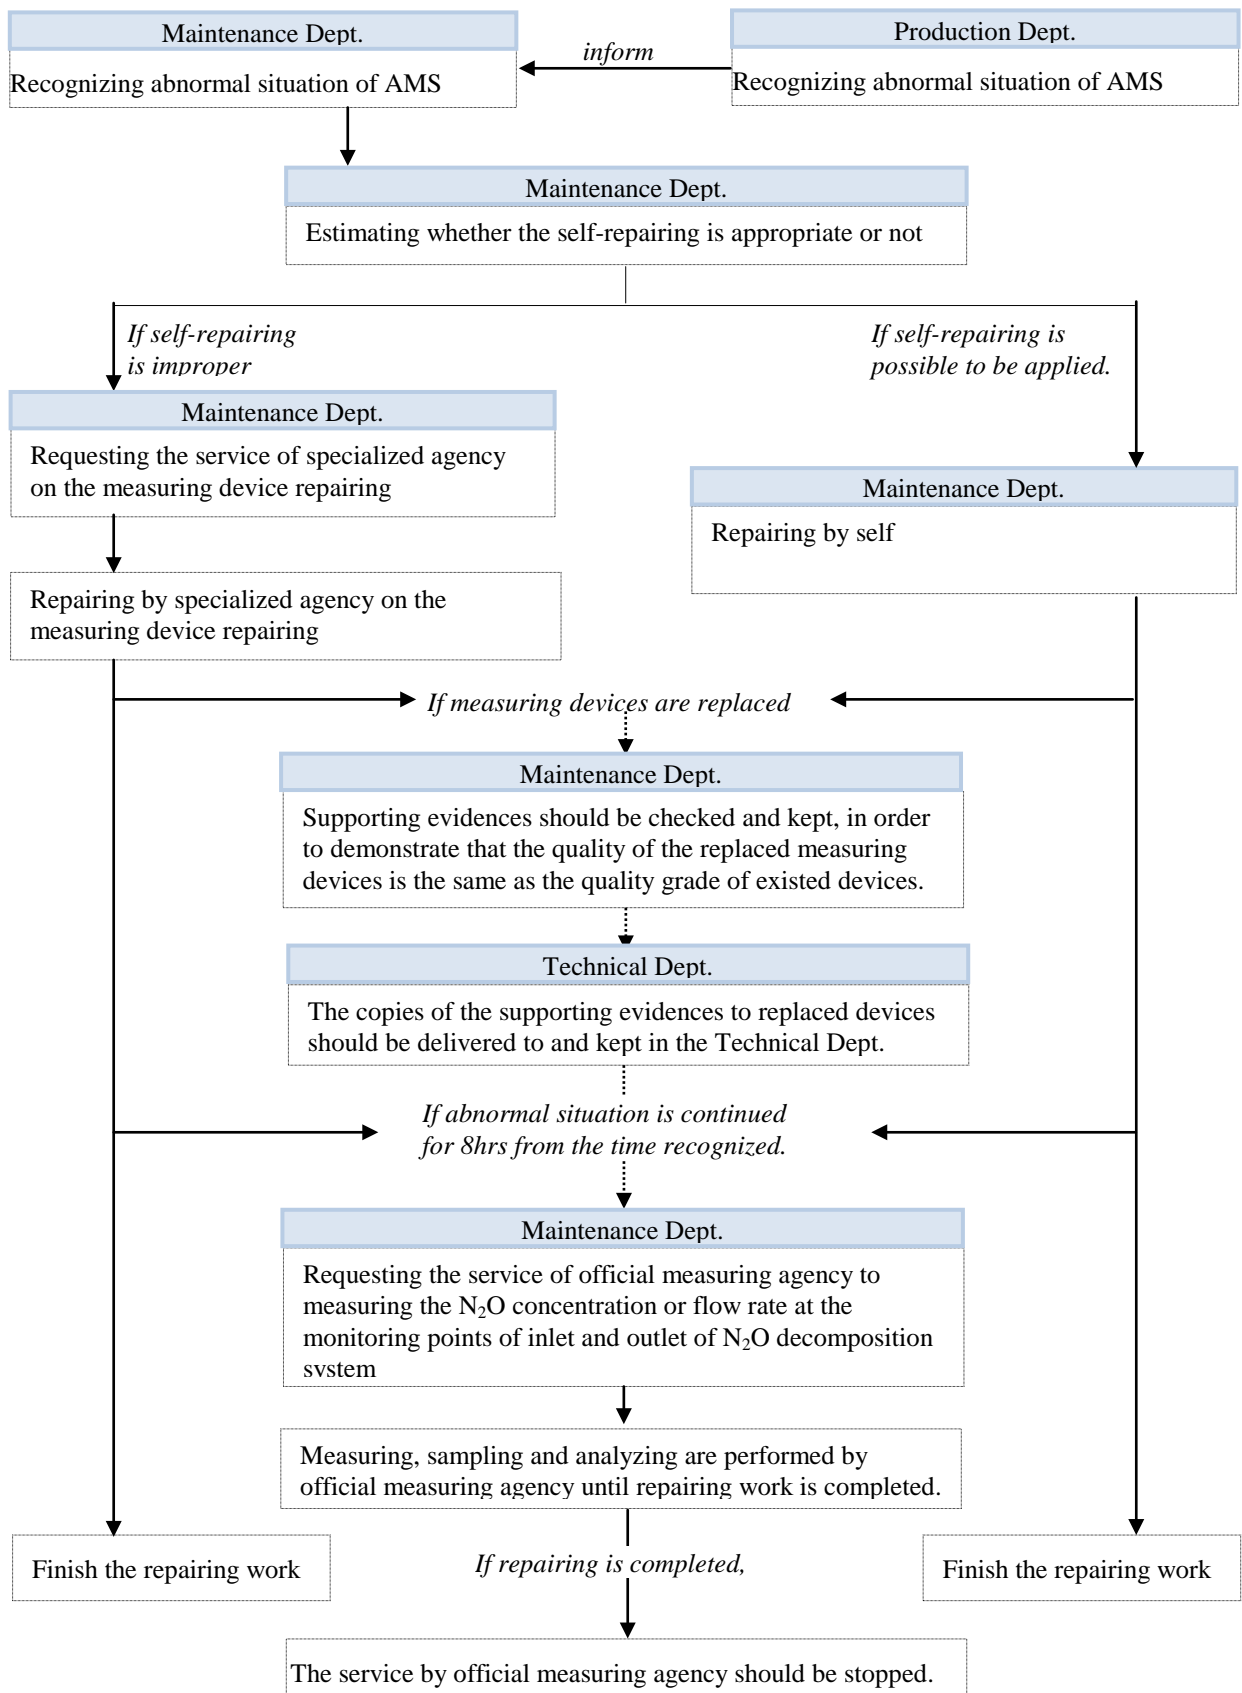 Maintenance Dept.
Recognizing abnormal situation of AMS
inform
Production Dept.
Recognizing abnormal situation of AMS
Maintenance Dept.
Estimating whether the self-repairing is appropriate or not
If self-repairing
is improper
If self-repairing is
possible to be applied.
Maintenance Dept.
Requesting the service of specialized agency
on the measuring device repairing
Maintenance Dept.
Repairing by self
Repairing by specialized agency on the
measuring device repairing
If measuring devices are replaced
Maintenance Dept.
Supporting evidences should be checked and kept, in order
to demonstrate that the quality of the replaced measuring
devices is the same as the quality grade of existed devices.
Technical Dept.
The copies of the supporting evidences to replaced devices
should be delivered to and kept in the Technical Dept.
If abnormal situation is continued
for 8hrs from the time recognized.
Maintenance Dept.
Requesting the service of official measuring agency to
measuring the N₂O concentration or flow rate at the
monitoring points of inlet and outlet of N₂O decomposition
system
Measuring, sampling and analyzing are performed by
official measuring agency until repairing work is completed.
Finish the repairing work
If repairing is completed,
Finish the repairing work
The service by official measuring agency should be stopped.